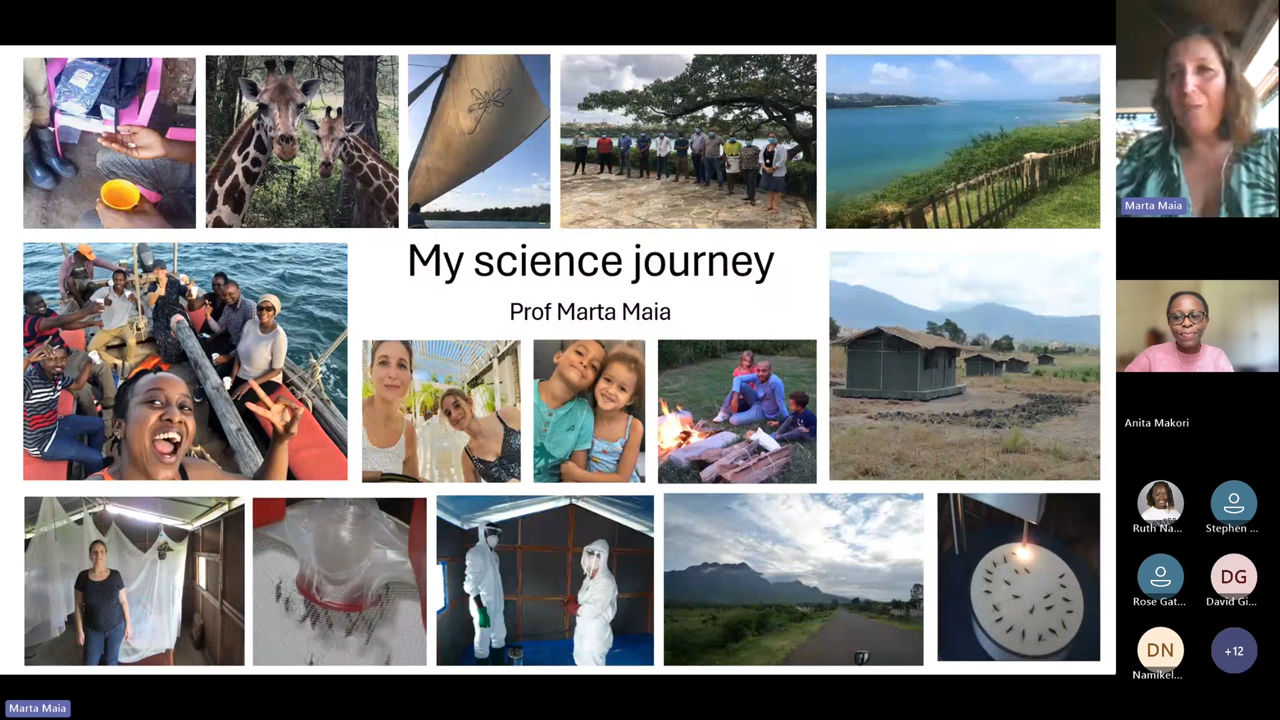 My science journey
Prof Marta Maia
Marta Maia
Anita Makori
Ruth Na...
Stephen ...
Rose Gat...
DG
David Gi...
DN
Namikel...
+12
Marta Maia